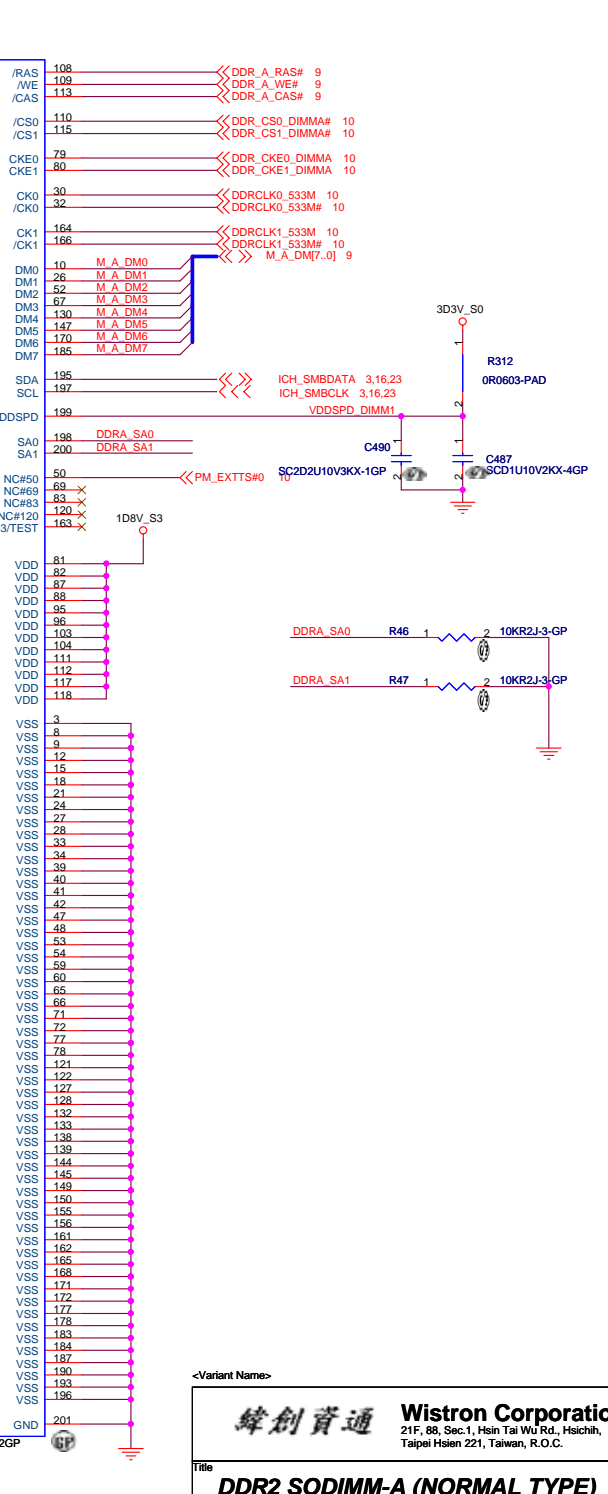 /RAS 108 DDR_A_RAS# 9
/WE 109 DDR_A_WE# 9
/CAS 113 DDR_A_CAS# 9
/CS0 110 DDR_CS0_DIMMA# 10
/CS1 115 DDR_CS1_DIMMA# 10
CKE0 79 DDR_CKE0_DIMMA 10
CKE1 80 DDR_CKE1_DIMMA 10
CK0 30 DDRCLK0_533M 10
/CK0 32 DDRCLK0_533M# 10
CK1 164 DDRCLK1_533M 10
/CK1 166 DDRCLK1_533M# 10
M_A_DM[7..0] 9
DM0 10 M_A_DM0
DM1 26 M_A_DM1
DM2 52 M_A_DM2
DM3 67 M_A_DM3
DM4 130 M_A_DM4
DM5 147 M_A_DM5
DM6 170 M_A_DM6
DM7 185 M_A_DM7
3D3V_S0
1
R312
0R0603-PAD
2
SDA 195 ICH_SMBDATA 3,16,23
SCL 197 ICH_SMBCLK 3,16,23
DDSPD 199 VDDSPD_DIMM1
SA0 198 DDRA_SA0
SA1 200 DDRA_SA1
C490 1
SC2D2U10V3KX-1GP
2
1 C487
SCD1U10V2KX-4GP
2
NC#50 50 PM_EXTTS#0 10
NC#69 69
NC#83 83
NC#120 120
3/TEST 163
1D8V_S3
VDD 81
VDD 82
VDD 87
VDD 88
VDD 95
VDD 96
VDD 103
VDD 104
VDD 111
VDD 112
VDD 117
VDD 118
DDRA_SA0 R46 1 2 10KR2J-3-GP
DDRA_SA1 R47 1 2 10KR2J-3-GP
VSS 3
VSS 8
VSS 9
VSS 12
VSS 15
VSS 18
VSS 21
VSS 24
VSS 27
VSS 28
VSS 33
VSS 34
VSS 39
VSS 40
VSS 41
VSS 42
VSS 47
VSS 48
VSS 53
VSS 54
VSS 59
VSS 60
VSS 65
VSS 66
VSS 71
VSS 72
VSS 77
VSS 78
VSS 121
VSS 122
VSS 127
VSS 128
VSS 132
VSS 133
VSS 138
VSS 139
VSS 144
VSS 145
VSS 149
VSS 150
VSS 155
VSS 156
VSS 161
VSS 162
VSS 165
VSS 168
VSS 171
VSS 172
VSS 177
VSS 178
VSS 183
VSS 184
VSS 187
VSS 190
VSS 193
VSS 196
GND 201
2GP
GP
<Variant Name>
緯創資通 Wistron Corporatio
21F, 88, Sec.1, Hsin Tai Wu Rd., Hsichih,
Taipei Hsien 221, Taiwan, R.O.C.
Title
DDR2 SODIMM-A (NORMAL TYPE)